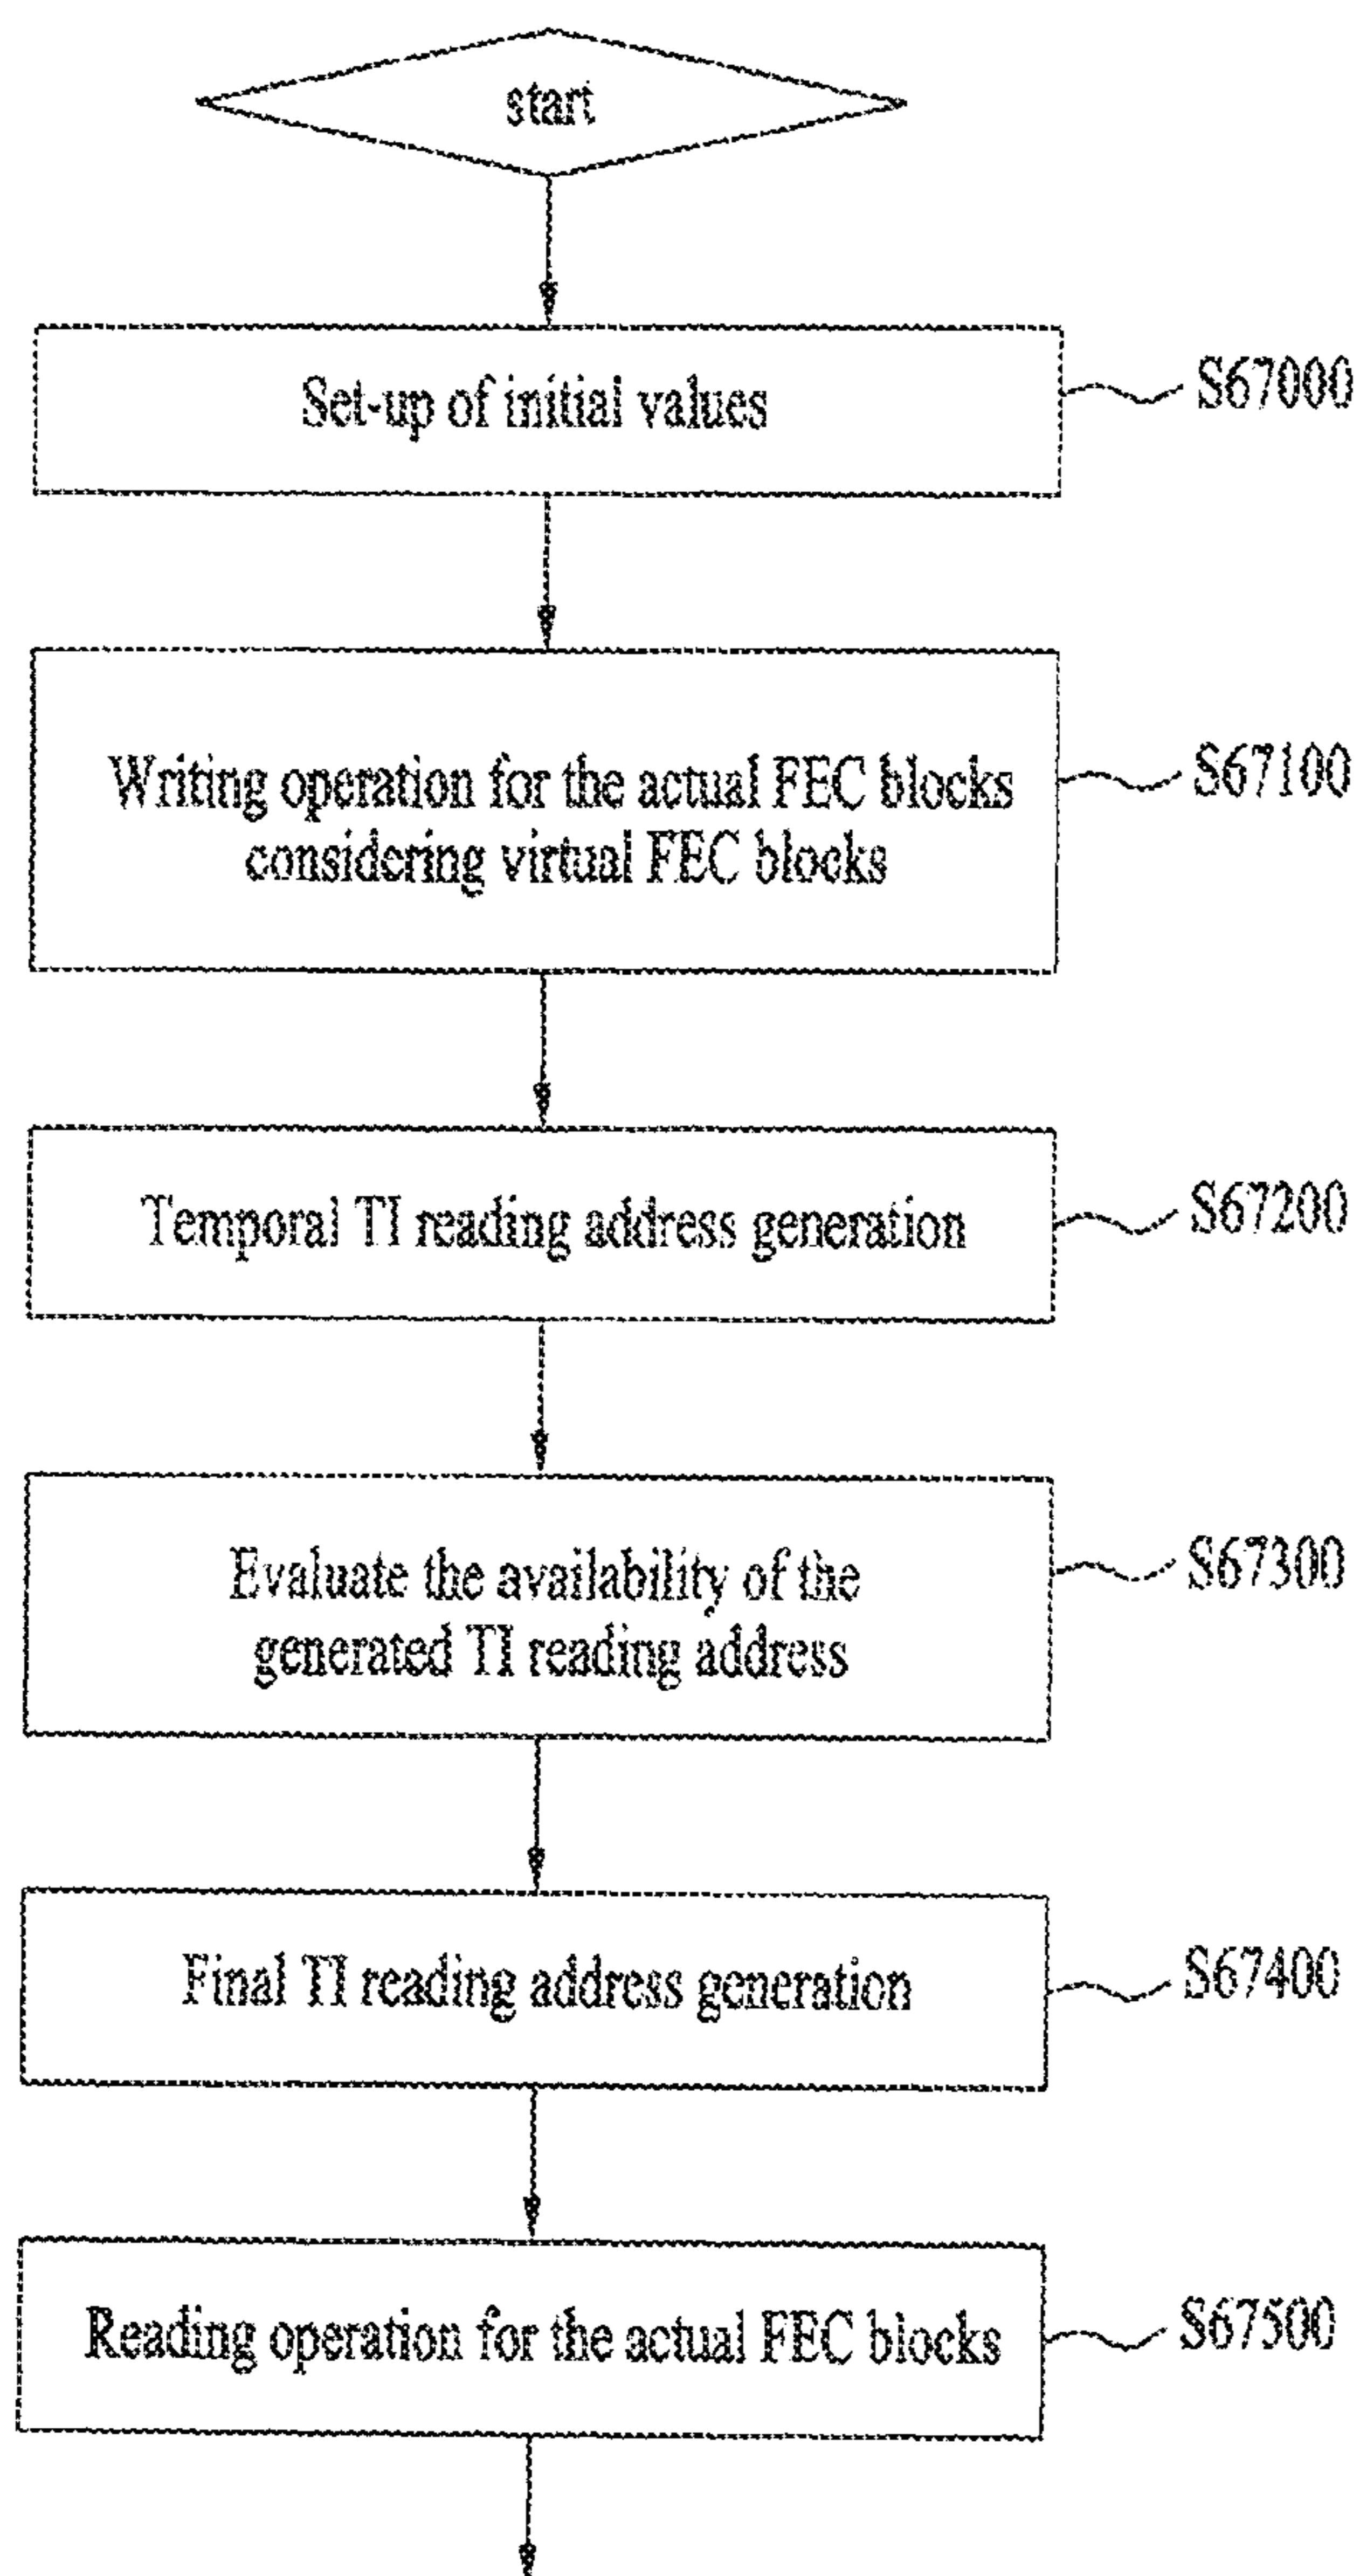 start
Set-up of initial values
S67000
Writing operation for the actual FEC blocks
considering virtual FEC blocks
S67100
Temporal TI reading address generation
S67200
Evaluate the availability of the
generated TI reading address
S67300
Final TI reading address generation
S67400
Reading operation for the actual FEC blocks
S67500